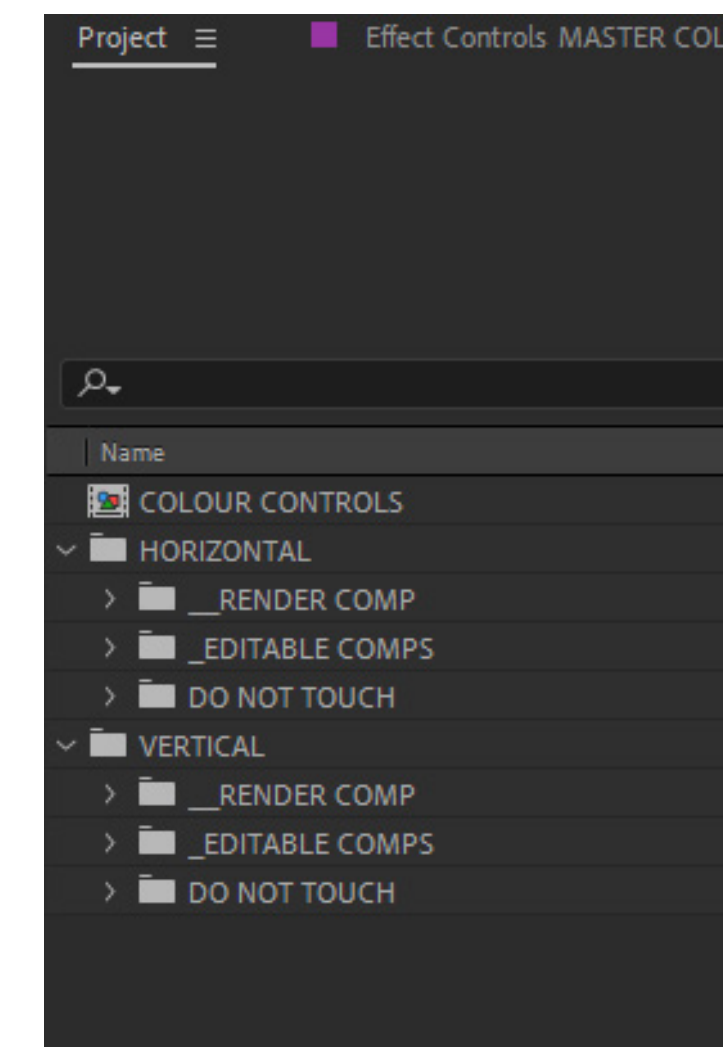 Project Effect Controls MASTER COL
Name
COLOUR CONTROLS
HORIZONTAL
__RENDER COMP
_EDITABLE COMPS
DO NOT TOUCH
VERTICAL
__RENDER COMP
_EDITABLE COMPS
DO NOT TOUCH